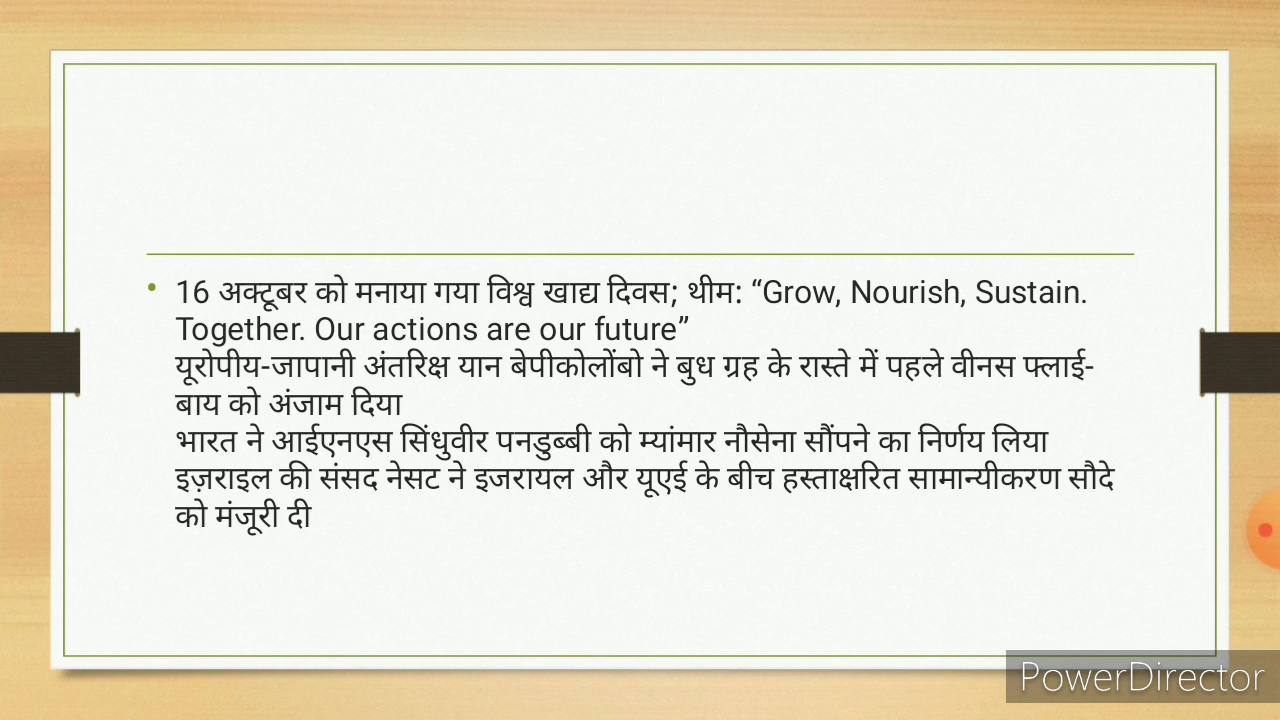 • 16 अक्टूबर को मनाया गया विश्व खाद्य दिवस; थीम: “Grow, Nourish, Sustain.
Together. Our actions are our future”
यूरोपीय-जापानी अंतरिक्ष यान बेपीकोलोंबो ने बुध ग्रह के रास्ते में पहले वीनस फ्लाई-
बाय को अंजाम दिया
भारत ने आईएनएस सिंधुवीर पनडुब्बी को म्यांमार नौसेना सौंपने का निर्णय लिया
इज़राइल की संसद नेसट ने इजरायल और यूएई के बीच हस्ताक्षरित सामान्यीकरण सौदे
को मंजूरी दी
PowerDirector